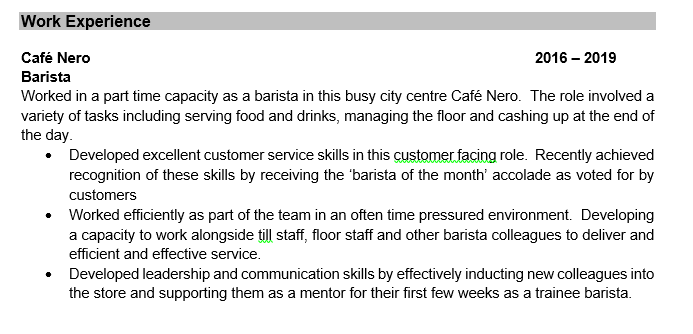 Work Experience
Café Nero 2016 – 2019
Barista
Worked in a part time capacity as a barista in this busy city centre Café Nero. The role involved a
variety of tasks including serving food and drinks, managing the floor and cashing up at the end of
the day.
• Developed excellent customer service skills in this customer facing role. Recently achieved
recognition of these skills by receiving the ‘barista of the month’ accolade as voted for by
customers
• Worked efficiently as part of the team in an often time pressured environment. Developing
a capacity to work alongside till staff, floor staff and other barista colleagues to deliver and
efficient and effective service.
• Developed leadership and communication skills by effectively inducting new colleagues into
the store and supporting them as a mentor for their first few weeks as a trainee barista.